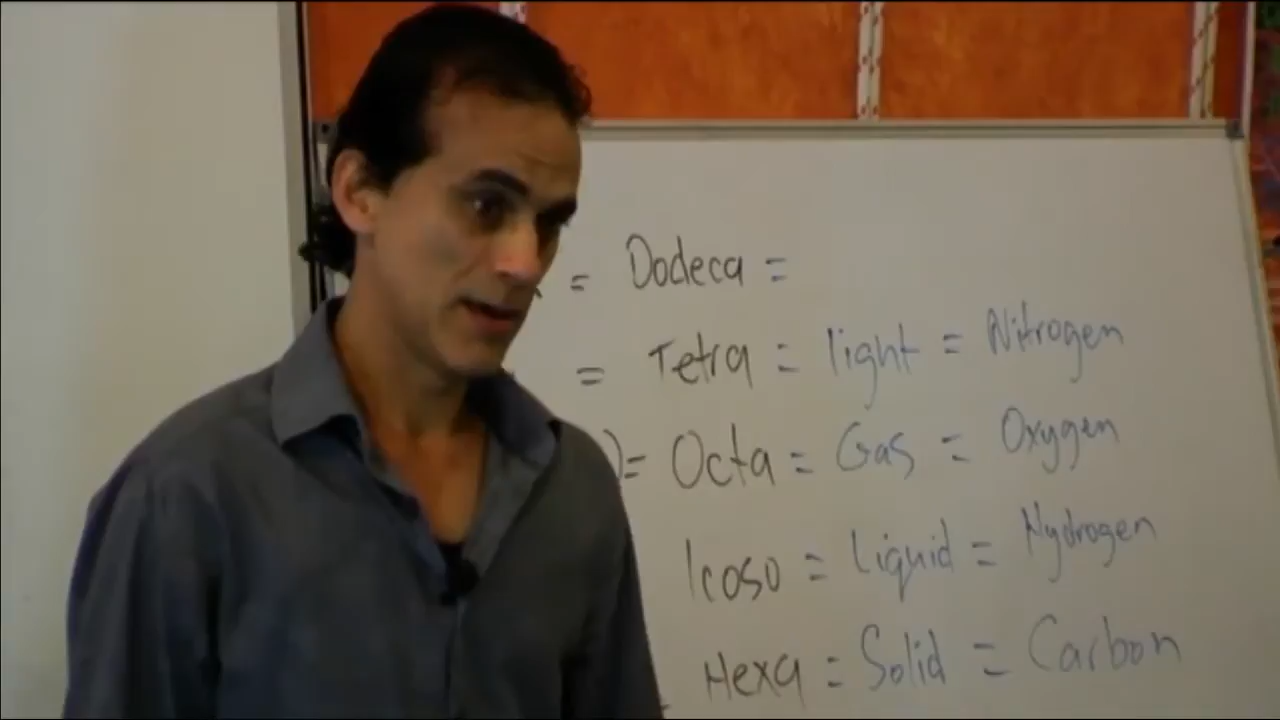 = Dodeca =
= Tetra = light = Nitrogen
)= Octa = Gas = Oxygen
Icoso = Liquid = Hydrogen
Hexa = Solid = Carbon